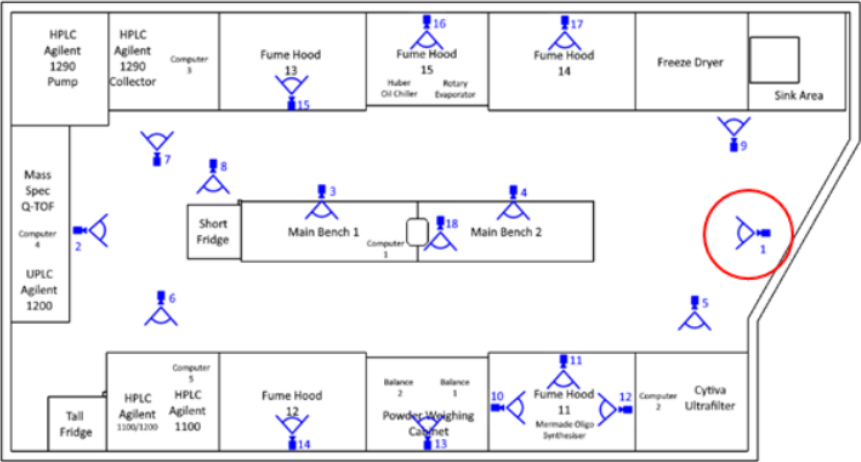 HPLC
Agilent
1290
Pump
HPLC
Agilent
1290
Collector
Computer
3
Fume Hood
13
15
16
Fume Hood
15
Huber
Oil Chiller
Rotary
Evaporator
17
Fume Hood
14
Freeze Dryer
Sink Area
7
8
9
Mass
Spec
Q-TOF
Computer
4
UPLC
Agilent
1200
2
Short
Fridge
3
Main Bench 1
Computer
1
18
4
Main Bench 2
1
6
5
Tall
Fridge
HPLC
Agilent
1100/1200
Computer
5
HPLC
Agilent
1100
Fume Hood
12
14
Balance
2
Balance
1
Powder Weighing
Cabinet
13
10
11
12
Fume Hood
11
Mermade Oligo
Synthesiser
Computer
2
Cytiva
Ultrafilter